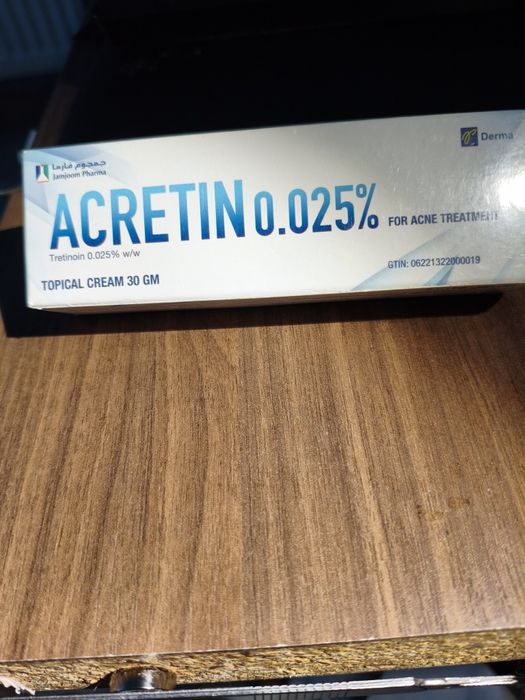 جمجوم فارما
Jamjoom Pharma
Derma
ACRETIN 0.025% FOR ACNE TREATMENT
Tretinoin 0.025% w/w
TOPICAL CREAM 30 GM
GTIN: 06221322000019